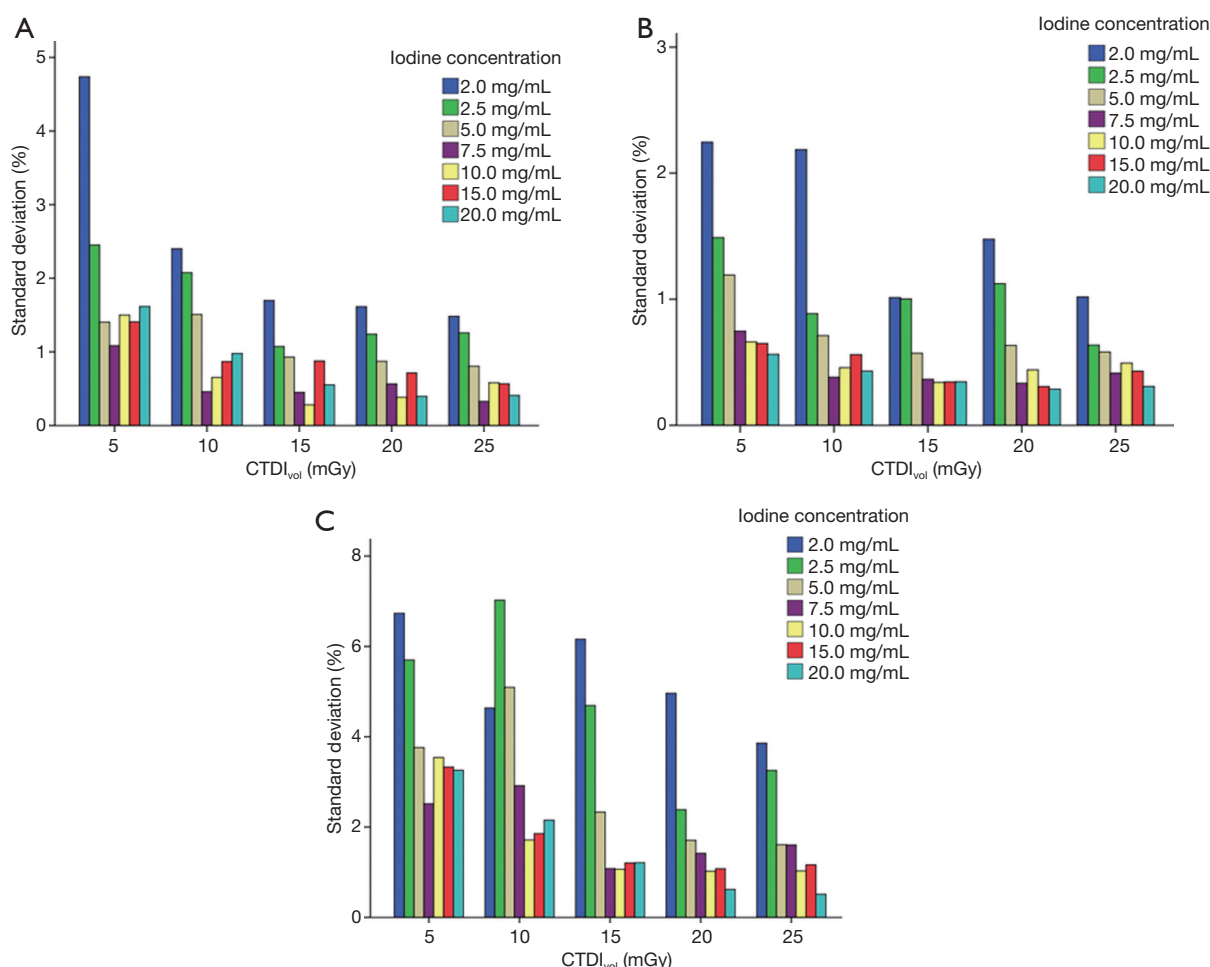 A
Iodine concentration
2.0 mg/mL
2.5 mg/mL
5.0 mg/mL
7.5 mg/mL
10.0 mg/mL
15.0 mg/mL
20.0 mg/mL
Standard deviation (%)
5
4
3
2
1
0
5 10 15 20 25
CTDIvol (mGy)
B
Iodine concentration
2.0 mg/mL
2.5 mg/mL
5.0 mg/mL
7.5 mg/mL
10.0 mg/mL
15.0 mg/mL
20.0 mg/mL
Standard deviation (%)
3
2
1
0
5 10 15 20 25
CTDIvol (mGy)
C
Iodine concentration
2.0 mg/mL
2.5 mg/mL
5.0 mg/mL
7.5 mg/mL
10.0 mg/mL
15.0 mg/mL
20.0 mg/mL
Standard deviation (%)
8
6
4
2
0
5 10 15 20 25
CTDIvol (mGy)